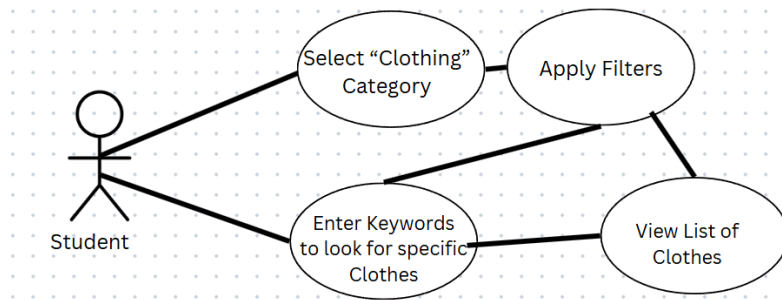 Select “Clothing”
Category
Apply Filters
Student
Enter Keywords
to look for specific
Clothes
View List of
Clothes